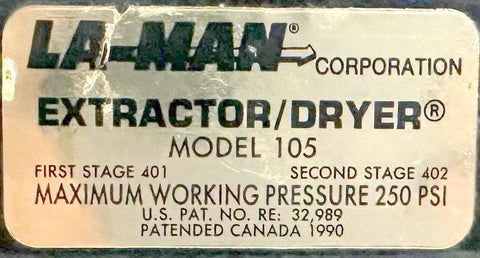 LA-MAN® CORPORATION
EXTRACTOR/DRYER®
MODEL 105
FIRST STAGE 401 SECOND STAGE 402
MAXIMUM WORKING PRESSURE 250 PSI
U.S. PAT. NO. RE: 32,989
PATENTED CANADA 1990